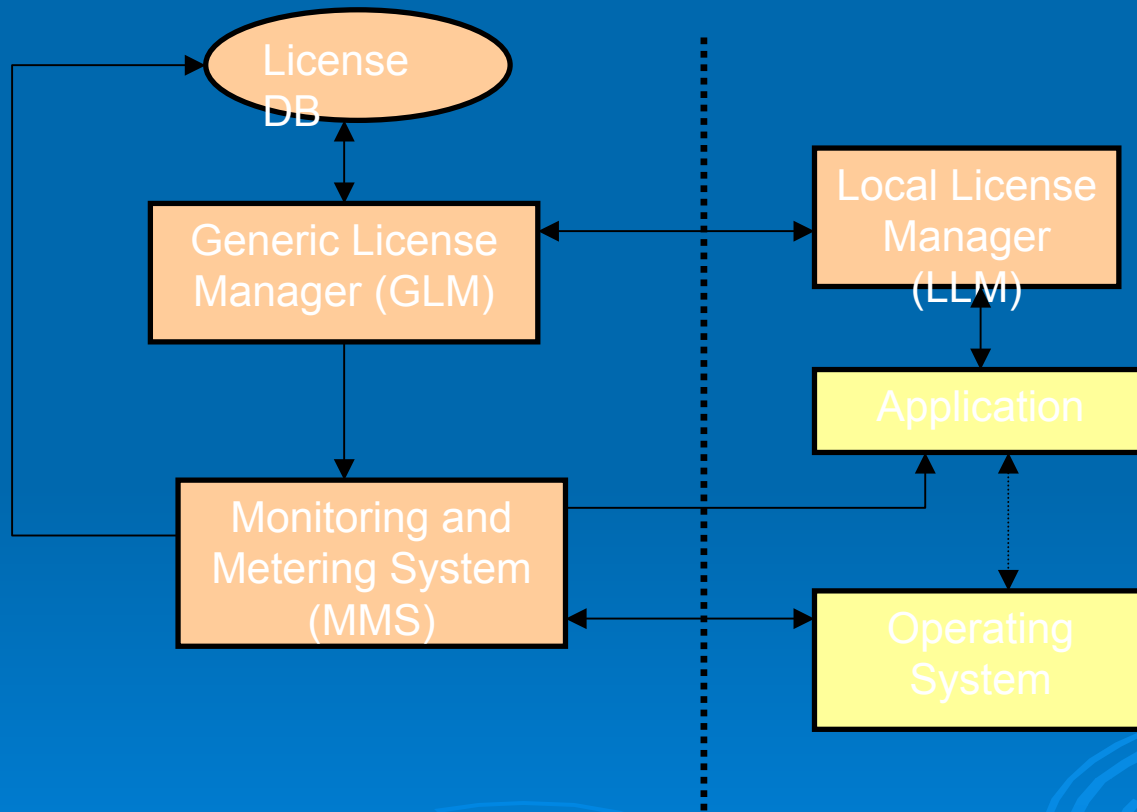 License
DB
Generic License
Manager (GLM)
Monitoring and
Metering System
(MMS)
Local License
Manager
(LLM)
Application
Operating
System